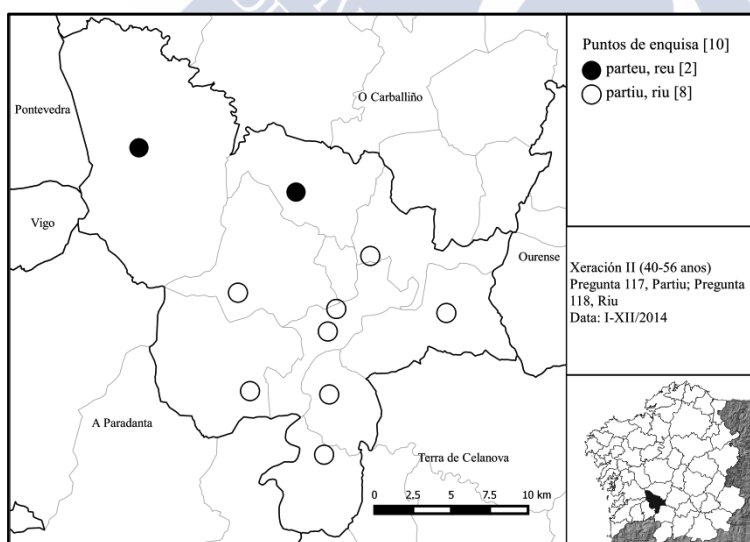 Puntos de enquisa [10]
parteu, reu [2]
partiu, riu [8]
O Carballiño
Pontevedra
Vigo
Ourense
A Paradanta
Terra de Celanova
0 2,5 5 7,5 10 km
Xeración II (40-56 anos)
Pregunta 117, Partiu; Pregunta
118, Riu
Data: I-XII/2014